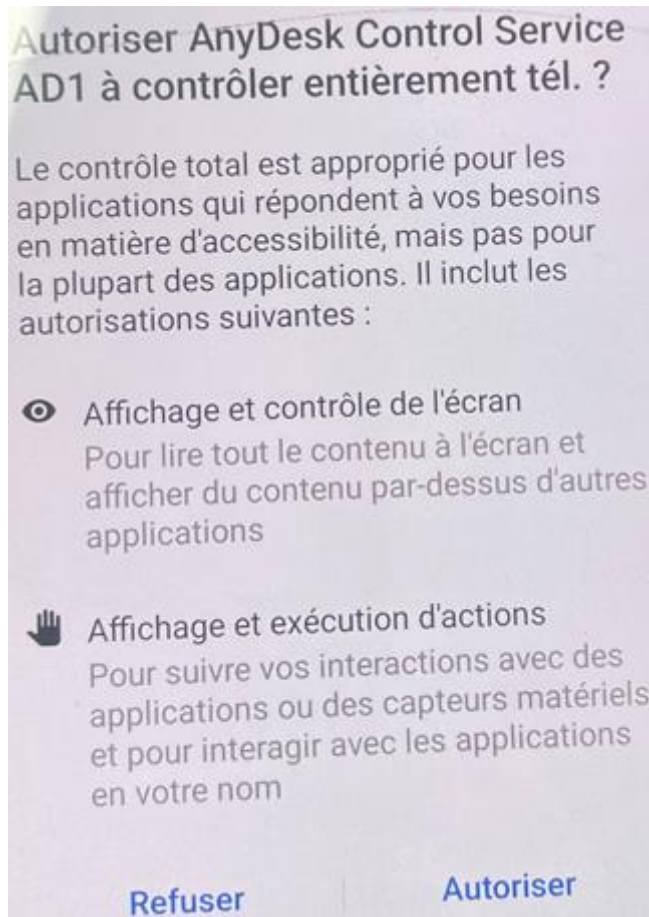 Autoriser AnyDesk Control Service
AD1 à contrôler entièrement tél. ?
Le contrôle total est approprié pour les
applications qui répondent à vos besoins
en matière d'accessibilité, mais pas pour
la plupart des applications. Il inclut les
autorisations suivantes :
Affichage et contrôle de l'écran
Pour lire tout le contenu à l'écran et
afficher du contenu par-dessus d'autres
applications
Affichage et exécution d'actions
Pour suivre vos interactions avec des
applications ou des capteurs matériels
et pour interagir avec les applications
en votre nom
Refuser
Autoriser